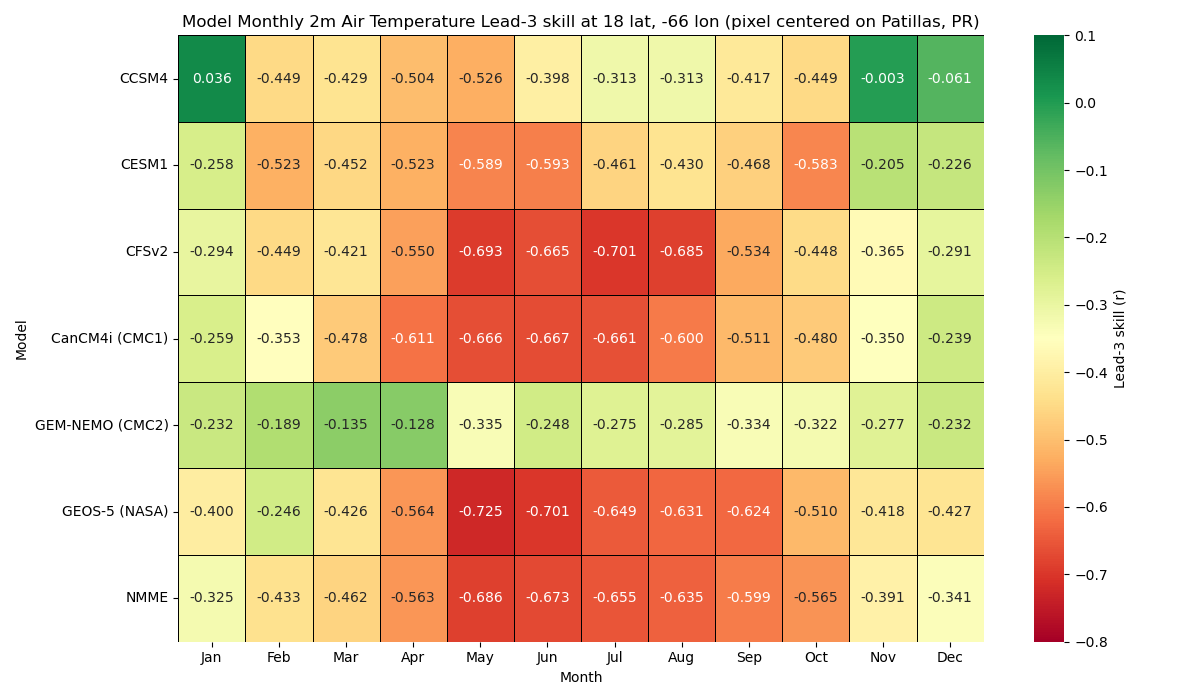 Model Monthly 2m Air Temperature Lead-3 skill at 18 lat, -66 lon (pixel centered on Patillas, PR)
CCSM4 0.036 -0.449 -0.429 -0.504 -0.526 -0.398 -0.313 -0.313 -0.417 -0.449 -0.003 -0.061
CESM1 -0.258 -0.523 -0.452 -0.523 -0.589 -0.593 -0.461 -0.430 -0.468 -0.583 -0.205 -0.226
CFSv2 -0.294 -0.449 -0.421 -0.550 -0.693 -0.665 -0.701 -0.685 -0.534 -0.448 -0.365 -0.291
CanCM4i (CMC1) -0.259 -0.353 -0.478 -0.611 -0.666 -0.667 -0.661 -0.600 -0.511 -0.480 -0.350 -0.239
GEM-NEMO (CMC2) -0.232 -0.189 -0.135 -0.128 -0.335 -0.248 -0.275 -0.285 -0.334 -0.322 -0.277 -0.232
GEOS-5 (NASA) -0.400 -0.246 -0.426 -0.564 -0.725 -0.701 -0.649 -0.631 -0.624 -0.510 -0.418 -0.427
NMME -0.325 -0.433 -0.462 -0.563 -0.686 -0.673 -0.655 -0.635 -0.599 -0.565 -0.391 -0.341
Jan Feb Mar Apr May Jun Jul Aug Sep Oct Nov Dec
Month
Model
0.1
0.0
−0.1
−0.2
−0.3
−0.4
−0.5
−0.6
−0.7
−0.8
Lead-3 skill (r)